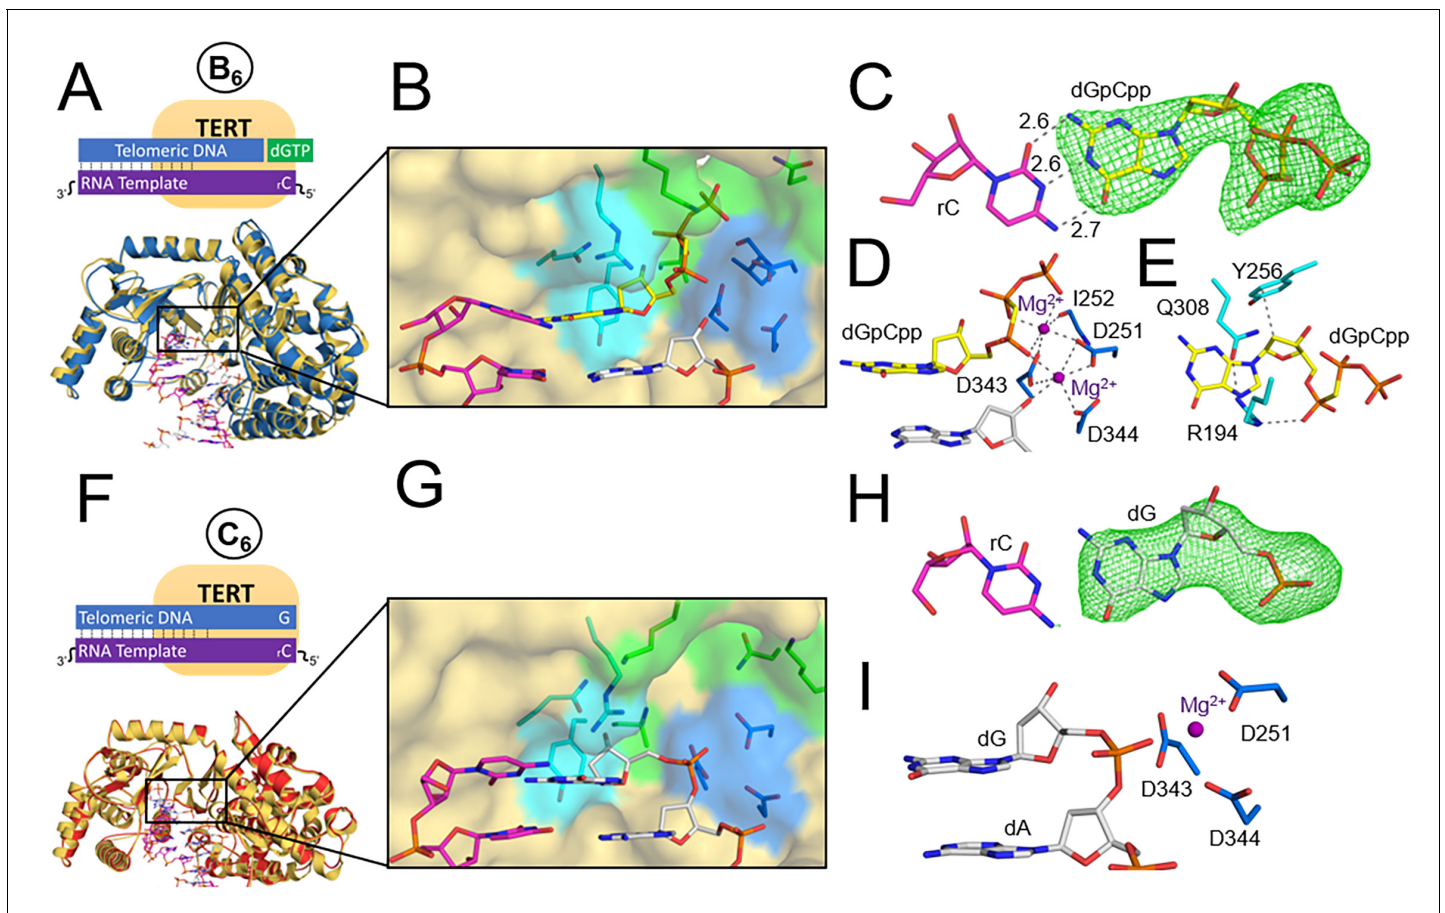 A
B₆
TERT
Telomeric DNA dGTP
RNA Template rC
3' 5'
B
C
dGpCpp
2.6
2.6
2.7
rC
D
Mg²⁺
I252
D251
dGpCpp
D343
Mg²⁺
D344
E
Y256
Q308
dGpCpp
R194
F
C₆
TERT
Telomeric DNA G
RNA Template rC
3' 5'
G
H
dG
rC
I
Mg²⁺
D251
dG
D343
dA
D344